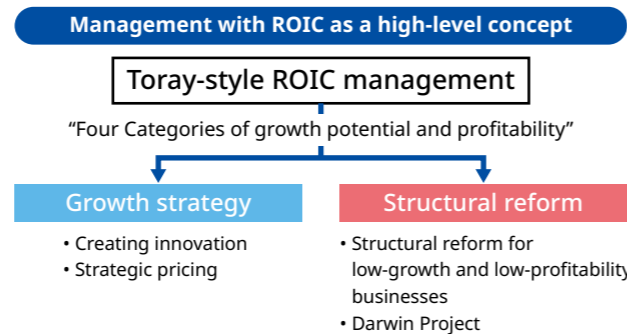 Management with ROIC as a high-level concept
Toray-style ROIC management
“Four Categories of growth potential and profitability”
Growth strategy
• Creating innovation
• Strategic pricing
Structural reform
• Structural reform for
low-growth and low-profitability
businesses
• Darwin Project